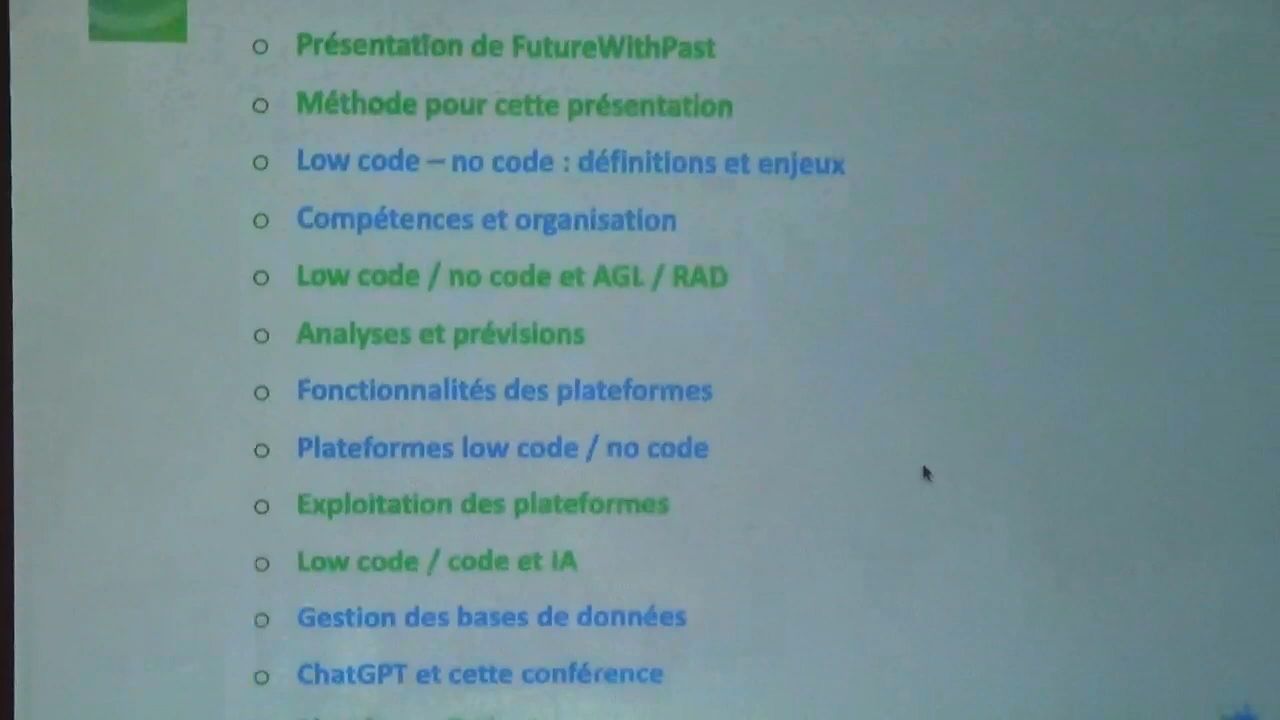 Présentation de FutureWithPast
Méthode pour cette présentation
Low code – no code : définitions et enjeux
Compétences et organisation
Low code / no code et AGL / RAD
Analyses et prévisions
Fonctionnalités des plateformes
Plateformes low code / no code
Exploitation des plateformes
Low code / code et IA
Gestion des bases de données
ChatGPT et cette conférence